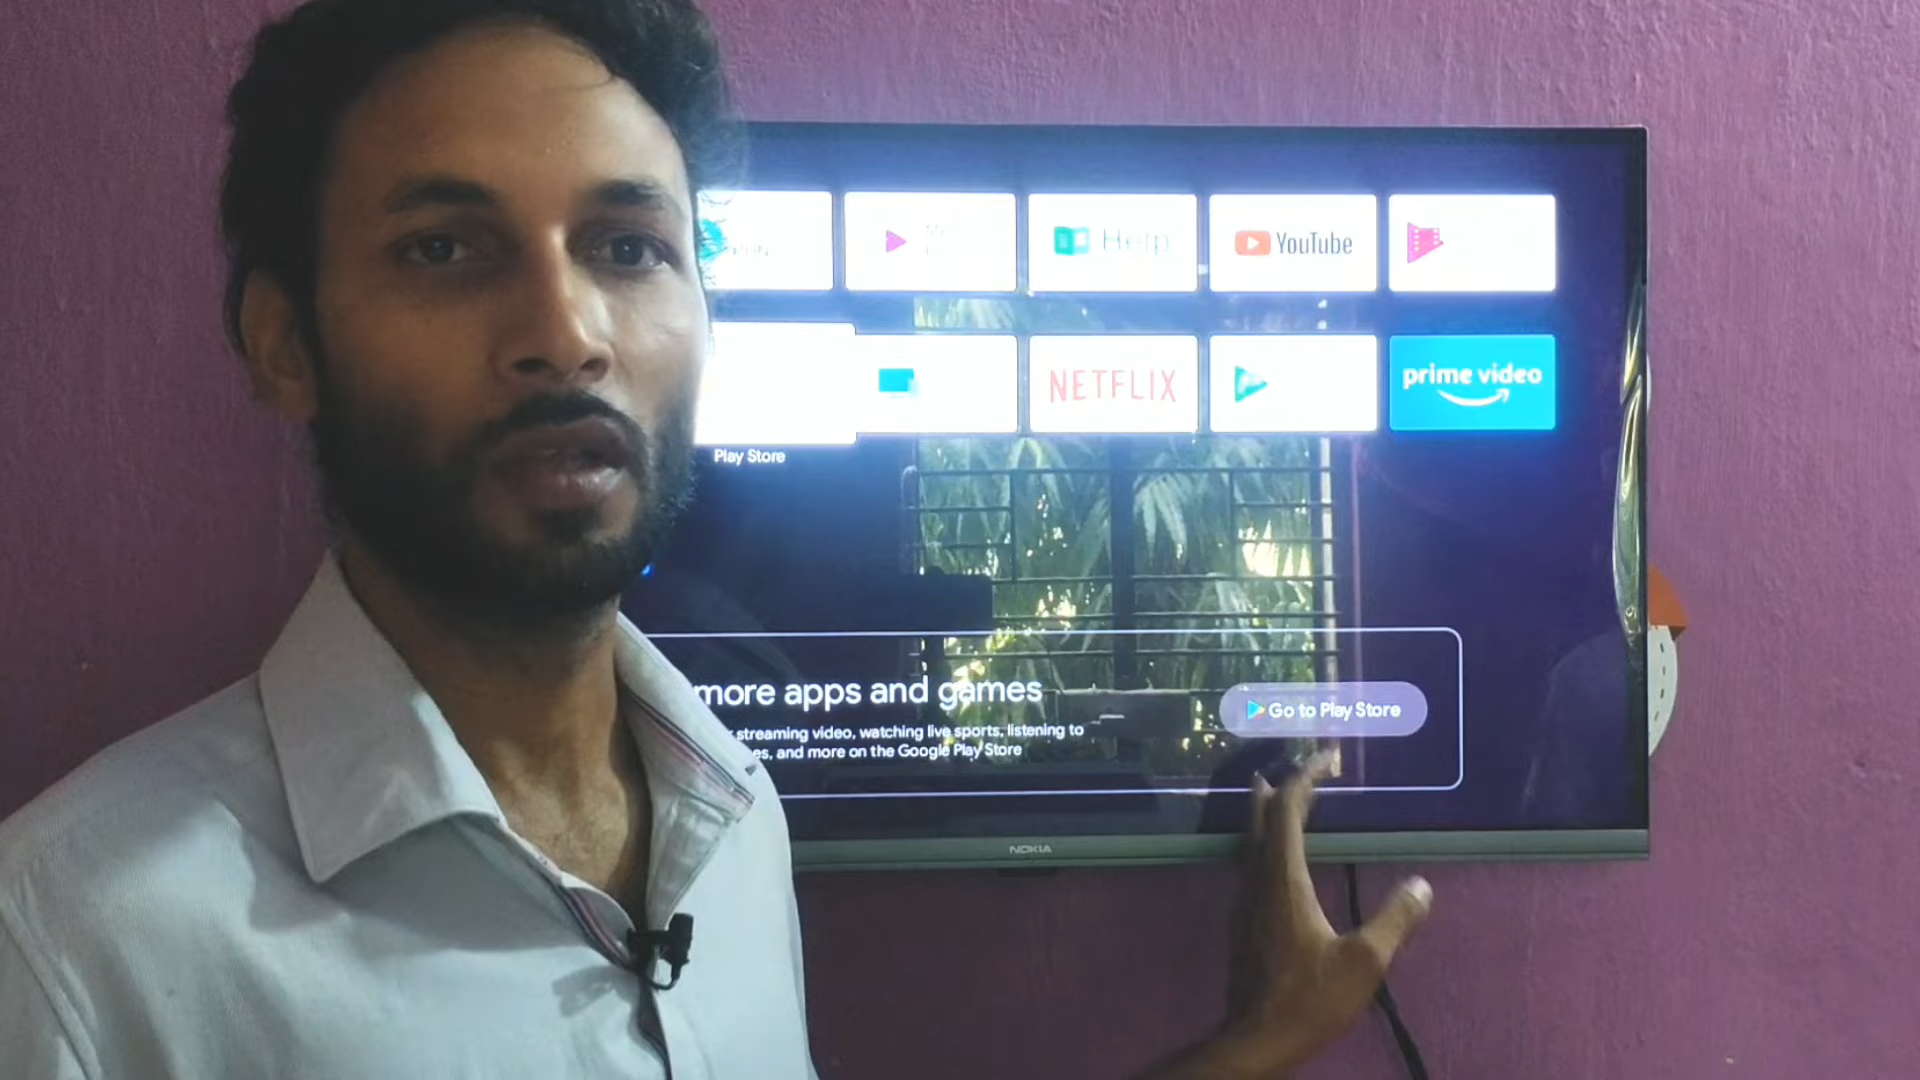 Help
YouTube
NETFLIX
prime video
Play Store
more apps and games
streaming video, watching live sports, listening to
es, and more on the Google Play Store
Go to Play Store
NOKIA